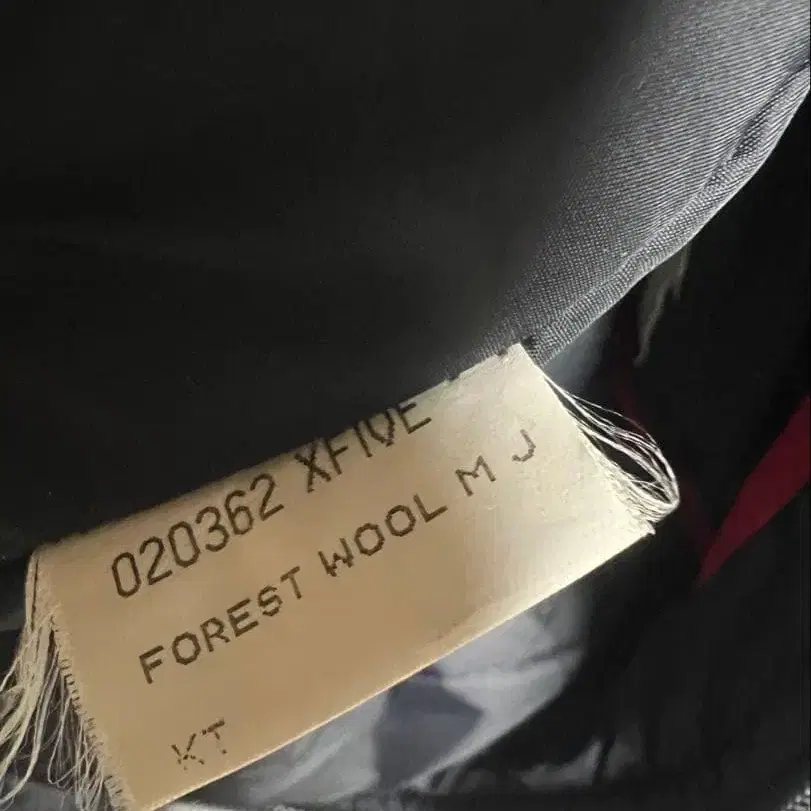 020362 XFIVE
FOREST WOOL M J
KT